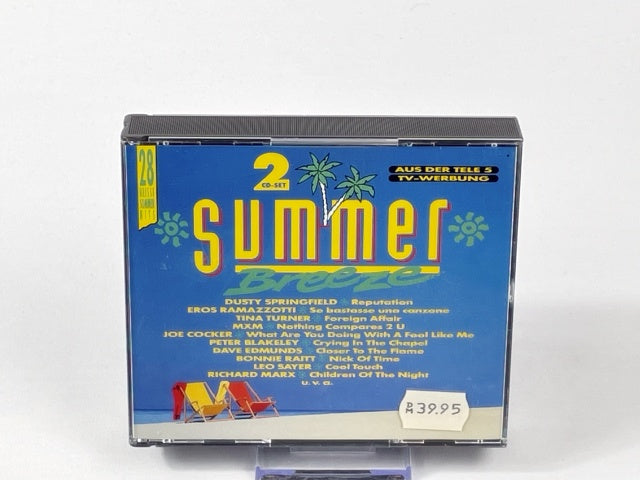 28
HEISSE
SUMMER
HITS
2
CD-SET
AUS DER TELE 5
TV-WERBUNG
summer
Breeze
DUSTY SPRINGFIELD Reputation
EROS RAMAZZOTTI Se bastasse una canzone
TINA TURNER Foreign Affair
MXM Nothing Compares 2 U
JOE COCKER What Are You Doing With A Fool Like Me
PETER BLAKELEY Crying In The Chapel
DAVE EDMUNDS Closer To The Flame
BONNIE RAITT Nick Of Time
LEO SAYER Cool Touch
RICHARD MARX Children Of The Night
u.v.a.
DM 39.95